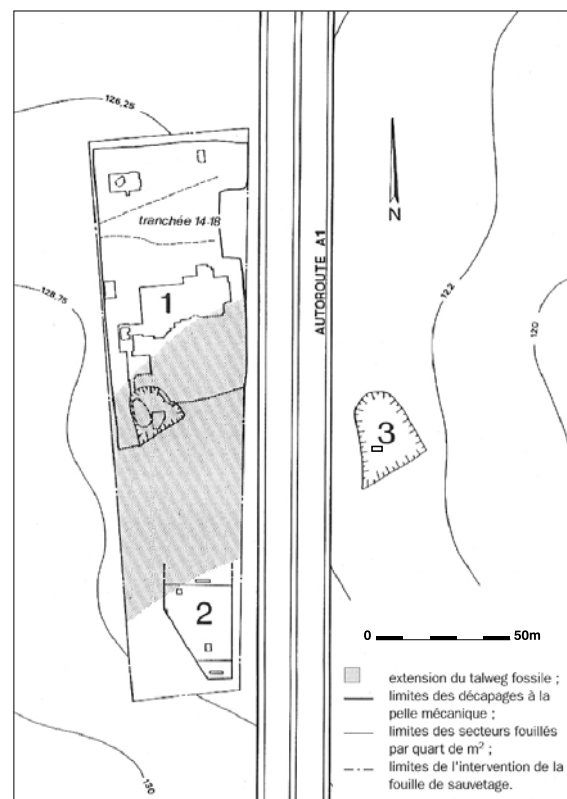 126,25
tranchée 14-18
AUTOROUTE A1
N
128,75
1
122
120
3
2
0 50m
extension du talweg fossile ;
limites des décapages à la
pelle mécanique ;
limites des secteurs fouillés
par quart de m² ;
limites de l'intervention de la
fouille de sauvetage.
130